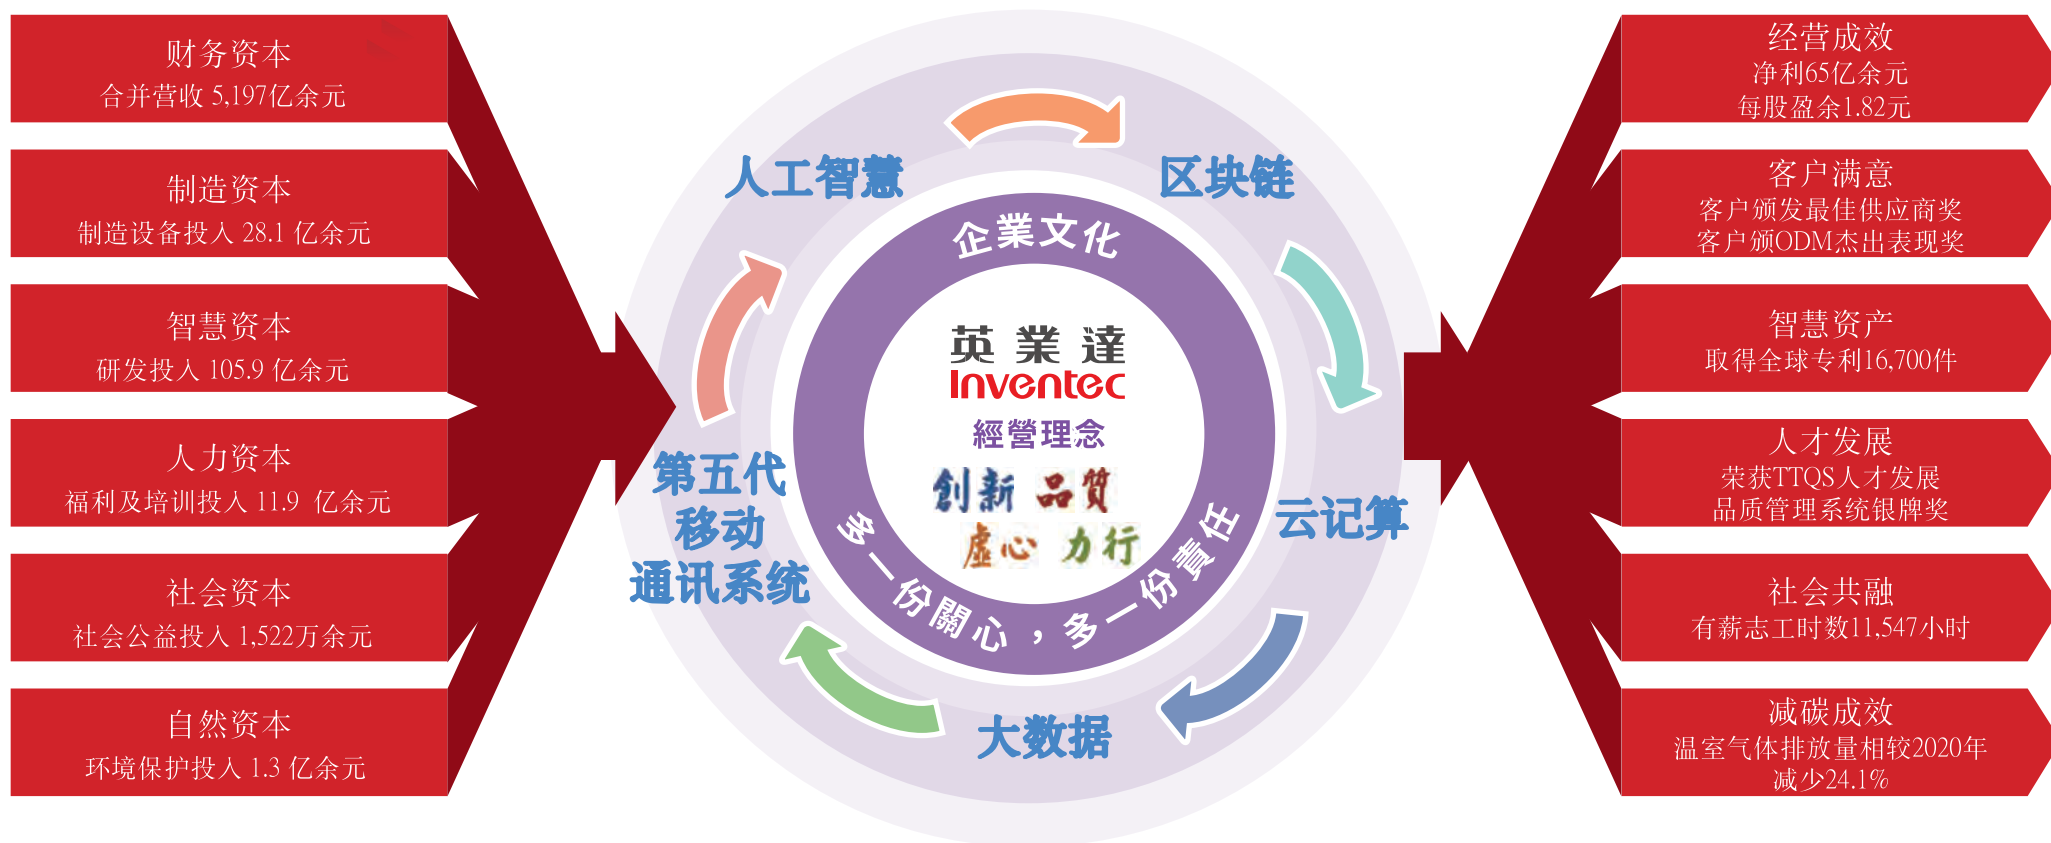 财务资本
合并营收 5,197亿余元
制造资本
制造设备投入 28.1 亿余元
智慧资本
研发投入 105.9 亿余元
人力资本
福利及培训投入 11.9 亿余元
社会资本
社会公益投入 1,522万余元
自然资本
环境保护投入 1.3 亿余元
人工智慧
区块链
云记算
大数据
第五代
移动
通讯系统
企業文化
英業達
Inventec
經營理念
創新 品質
虛心 力行
多一份關心，多一份責任
经营成效
净利65亿余元
每股盈余1.82元
客户满意
客户颁发最佳供应商奖
客户颁ODM杰出表现奖
智慧资产
取得全球专利16,700件
人才发展
荣获TTQS人才发展
品质管理系统银牌奖
社会共融
有薪志工时数11,547小时
减碳成效
温室气体排放量相较2020年
减少24.1%